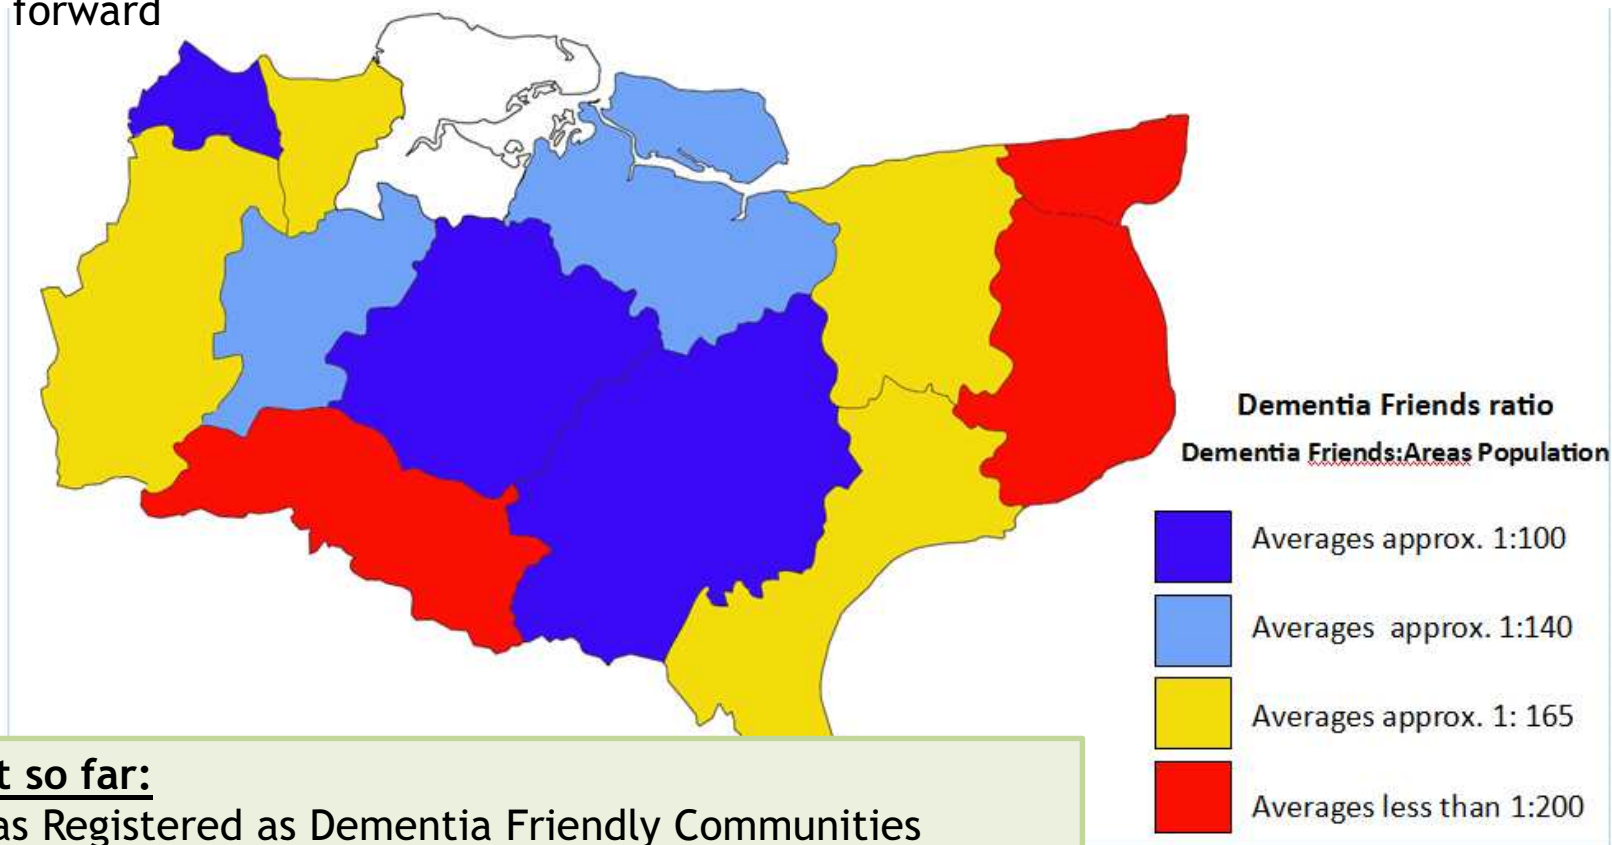 forward
Dementia Friends ratio
Dementia Friends:Areas Population
Averages approx. 1:100
Averages approx. 1:140
Averages approx. 1: 165
Averages less than 1:200
so far:
Registered as Dementia Friendly Communities